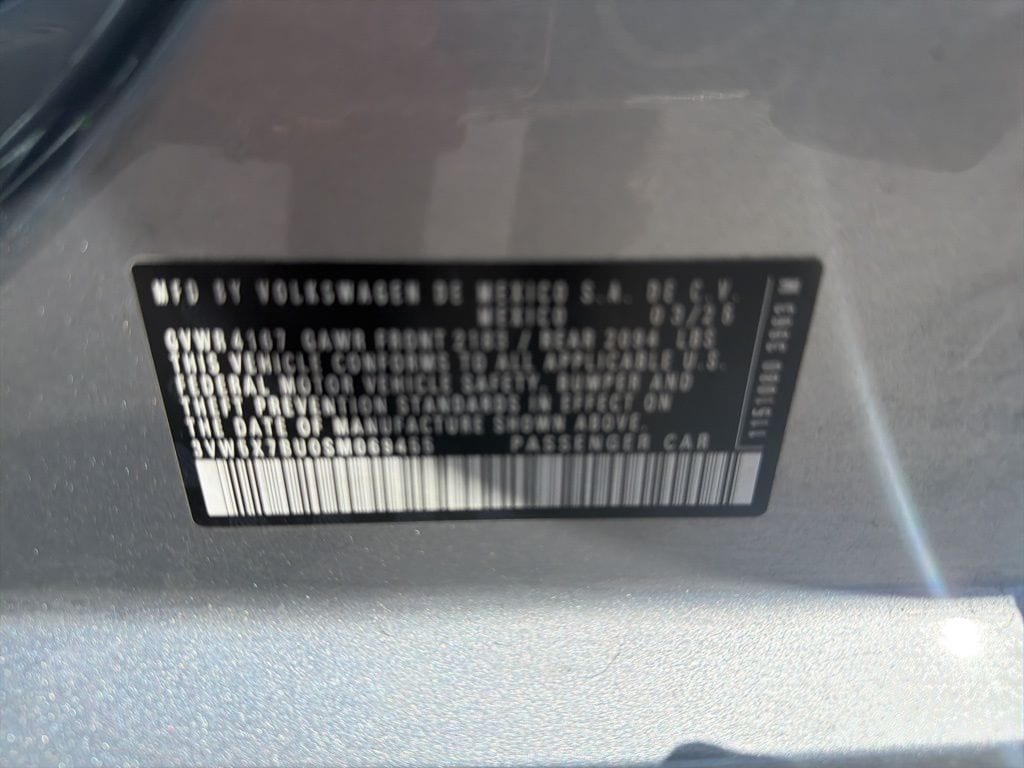 MFD BY VOLKSWAGEN DE MEXICO S.A. DE C.V.
MEXICO 03/25
GVWR 4107 GAWR FRONT / REAR 2094 LBS
THIS VEHICLE CONFORMS TO ALL APPLICABLE U.S.
FEDERAL MOTOR VEHICLE SAFETY, BUMPER AND
THEFT PREVENTION STANDARDS IN EFFECT ON
THE DATE OF MANUFACTURE SHOWN ABOVE.
PASSENGER CAR